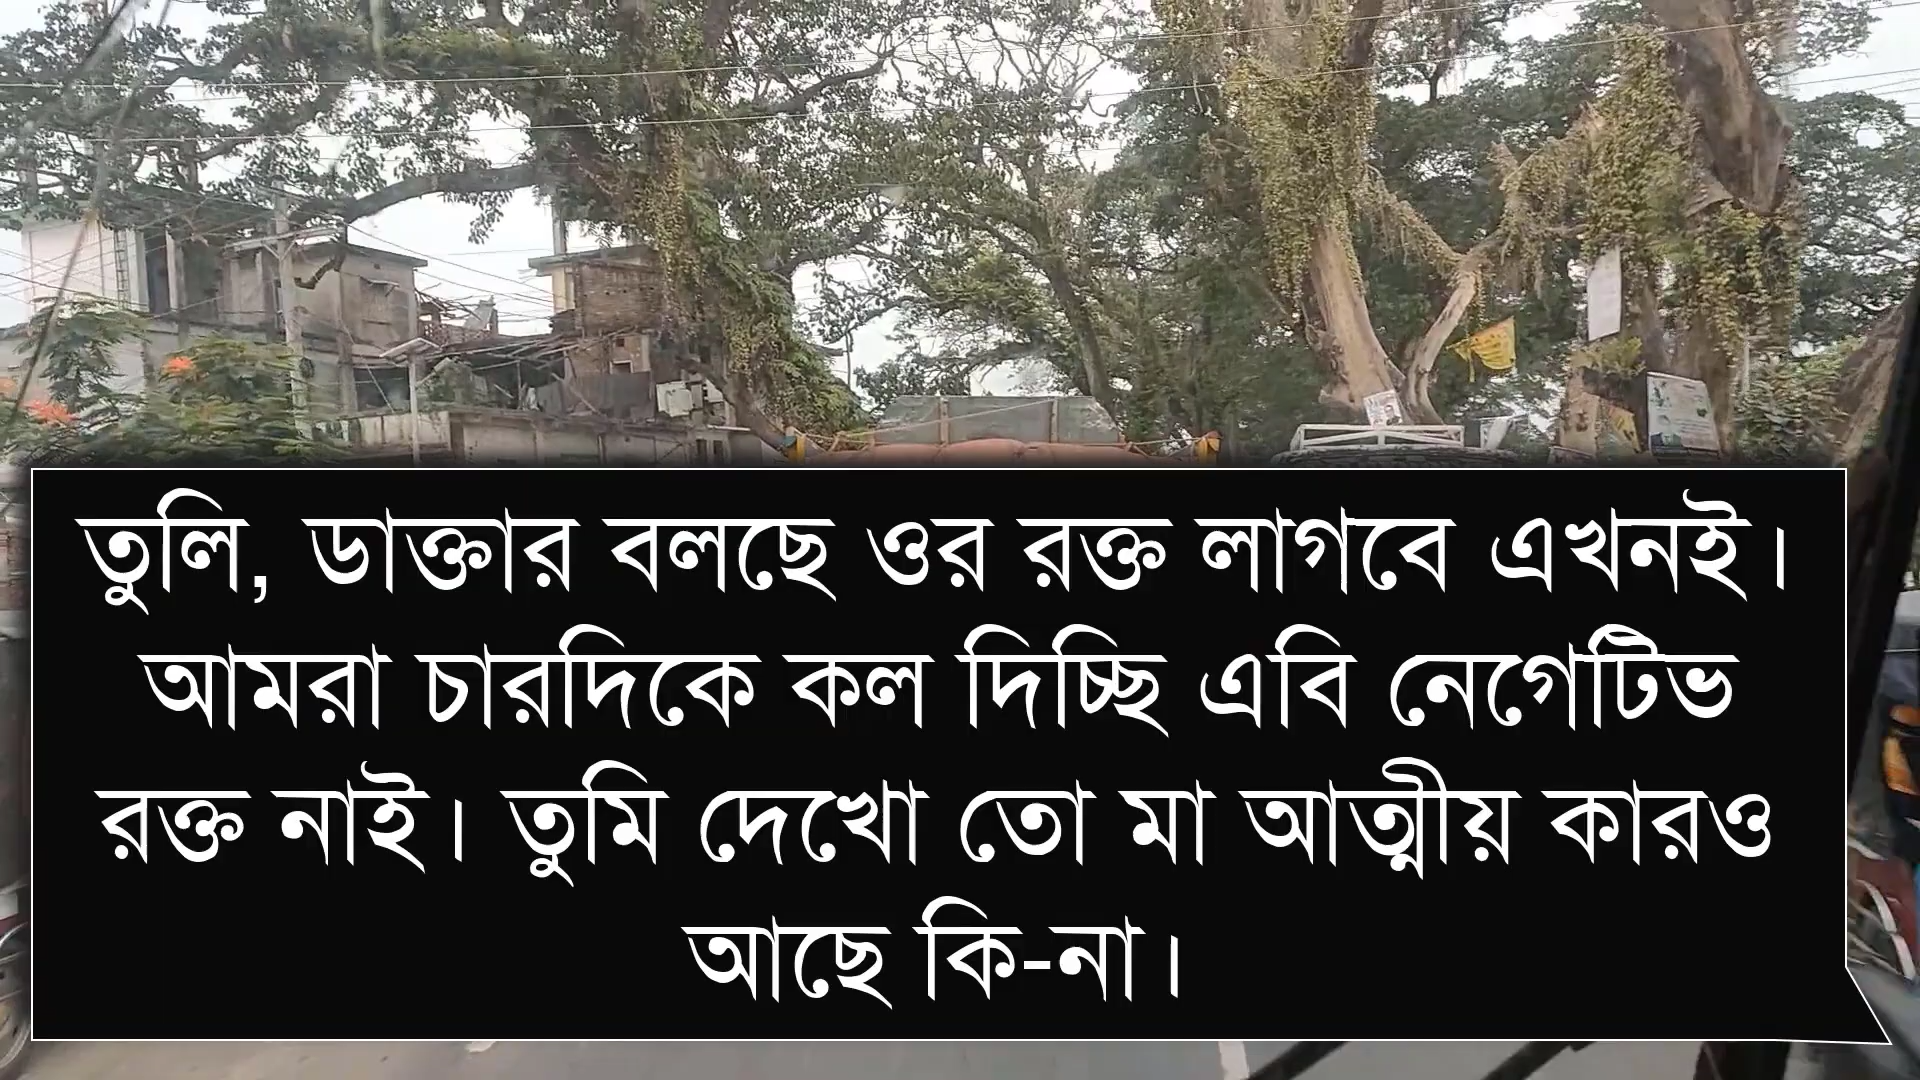 তুলি, ডাক্তার বলছে ওর রক্ত লাগবে এখনই।
আমরা চারদিকে কল দিচ্ছি এবি নেগেটিভ
রক্ত নাই। তুমি দেখো তো মা আত্মীয় কারও
আছে কি-না।